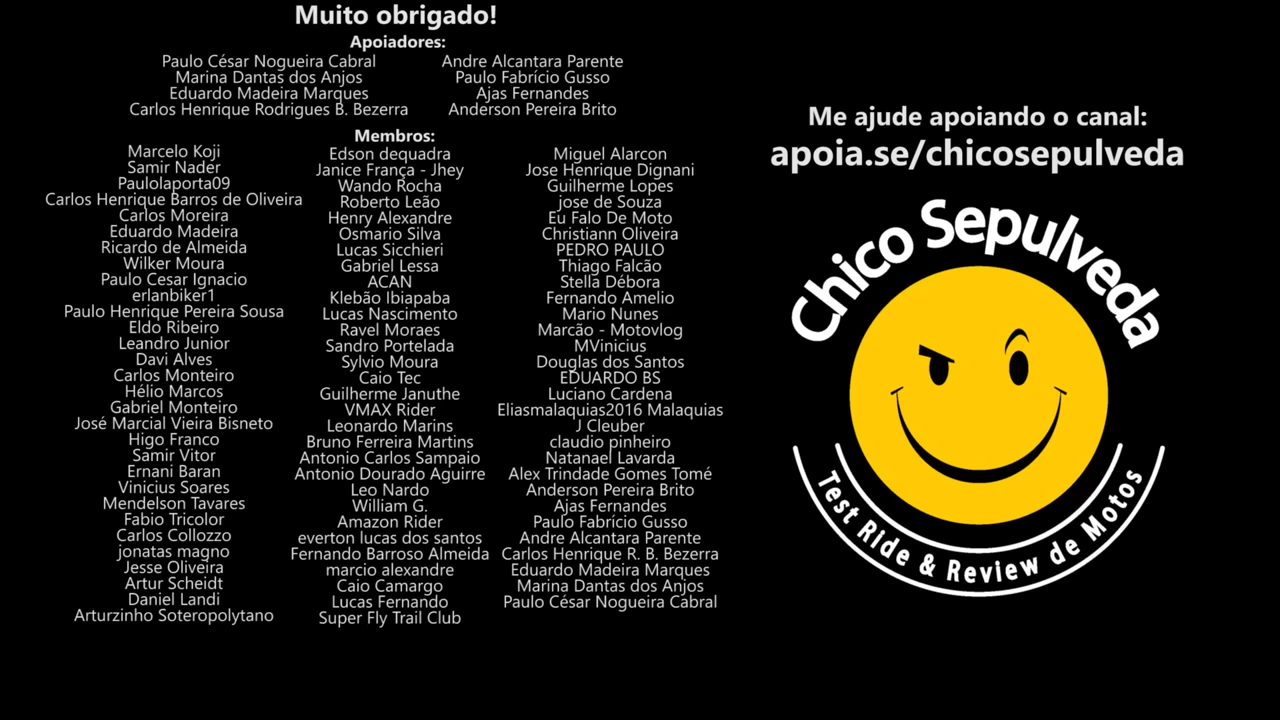 Muito obrigado!
Apoiadores:
Paulo César Nogueira Cabral
Marina Dantas dos Anjos
Eduardo Madeira Marques
Carlos Henrique Rodrigues B. Bezerra
Andre Alcantara Parente
Paulo Fabrício Gusso
Ajas Fernandes
Anderson Pereira Brito
Membros:
Marcelo Koji
Samir Nader
Paulolaporta09
Carlos Henrique Barros de Oliveira
Carlos Moreira
Eduardo Madeira
Ricardo de Almeida
Wilker Moura
Paulo Cesar Ignacio
erlanbiker1
Paulo Henrique Pereira Sousa
Eldo Ribeiro
Leandro Junior
Davi Alves
Carlos Monteiro
Hélio Marcos
Gabriel Monteiro
José Marcial Vieira Bisneto
Higo Franco
Samir Vitor
Ernani Baran
Vinicius Soares
Mendelson Tavares
Fabio Tricolor
Carlos Collozzo
jonatas magno
Jesse Oliveira
Artur Scheidt
Daniel Landi
Arturzinho Soteropolytano
Edson dequadra
Janice França - Jhey
Wando Rocha
Roberto Leão
Henry Alexandre
Osmario Silva
Lucas Sicchieri
Gabriel Lessa
ACAN
Klebão Ibiapaba
Lucas Nascimento
Ravel Moraes
Sandro Portelada
Sylvio Moura
Caio Tec
Guilherme Januthe
VMAX Rider
Leonardo Marins
Bruno Ferreira Martins
Antonio Carlos Sampaio
Antonio Dourado Aguirre
Leo Nardo
William G.
Amazon Rider
everton lucas dos santos
Fernando Barroso Almeida
marcio alexandre
Caio Camargo
Lucas Fernando
Super Fly Trail Club
Miguel Alarcon
Jose Henrique Dignani
Guilherme Lopes
jose de Souza
Eu Falo De Moto
Christiann Oliveira
PEDRO PAULO
Thiago Falcão
Stella Débora
Fernando Amelio
Mario Nunes
Marcão - Motovlog
MVinicius
Douglas dos Santos
EDUARDO BS
Luciano Cardena
Eliasmalaquias2016 Malaquias
J Cleuber
claudio pinheiro
Natanael Lavarda
Alex Trindade Gomes Tomé
Anderson Pereira Brito
Ajas Fernandes
Paulo Fabrício Gusso
Andre Alcantara Parente
Carlos Henrique R. B. Bezerra
Eduardo Madeira Marques
Marina Dantas dos Anjos
Paulo César Nogueira Cabral
Me ajude apoiando o canal:
apoia.se/chicosepulveda
Chico Sepulveda
Test Ride & Review de Motos